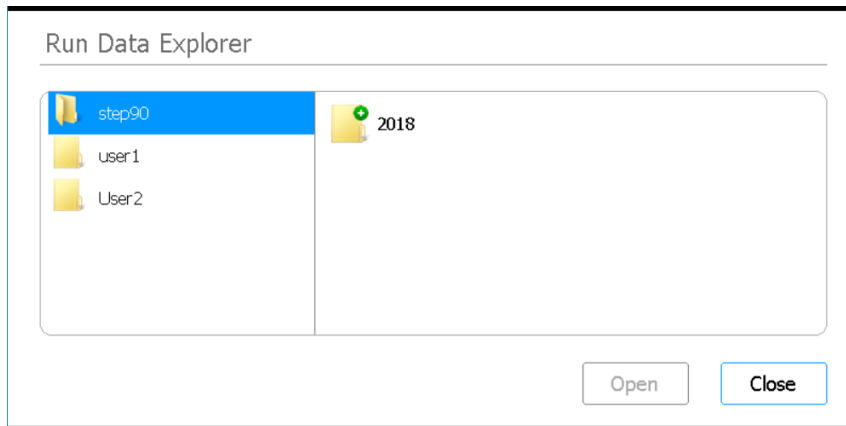 Run Data Explorer
step90
user1
User2
2018
Open
Close